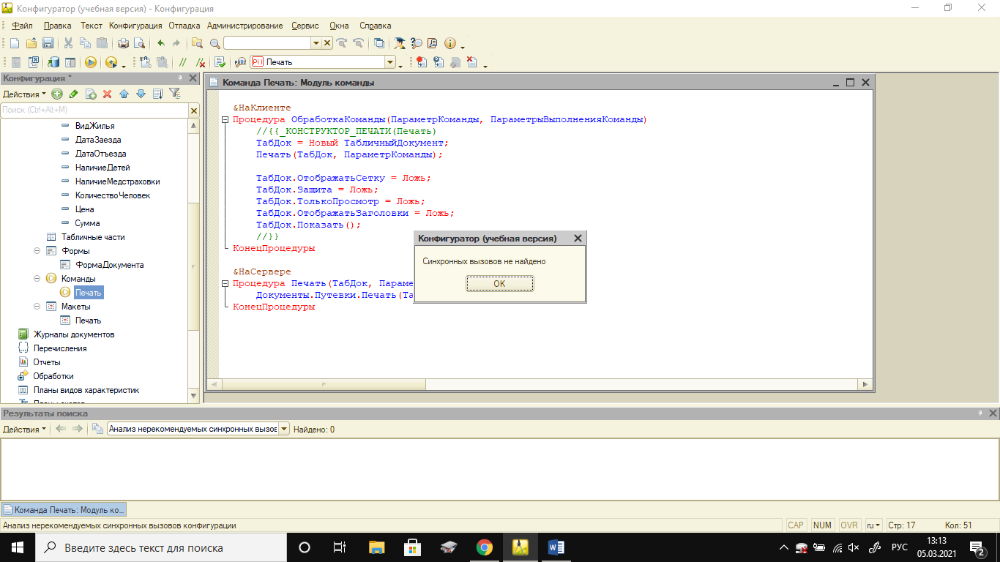 Конфигуратор (учебная версия) - Конфигурация
Файл Правка Текст Конфигурация Отладка Администрирование Сервис Окна Справка
Печать
Конфигурация *
Действия
Поиск (Ctrl+Alt+M)
ВидЖилья
ДатаЗаезда
ДатаОтъезда
НаличиеДетей
НаличиеМедстраховки
КоличествоЧеловек
Цена
Сумма
Табличные части
Формы
ФормаДокумента
Команды
Печать
Макеты
Печать
Журналы документов
Перечисления
Отчеты
Обработки
Планы видов характеристик
Команда Печать: Модуль команды
&НаКлиенте
Процедура ОбработкаКоманды(ПараметрКоманды, ПараметрыВыполненияКоманды)
//{{_КОНСТРУКТОР_ПЕЧАТИ(Печать)
ТабДок = Новый ТабличныйДокумент;
Печать(ТабДок, ПараметрКоманды);
ТабДок.ОтображатьСетку = Ложь;
ТабДок.Защита = Ложь;
ТабДок.ТолькоПросмотр = Ложь;
ТабДок.ОтображатьЗаголовки = Ложь;
ТабДок.Показать();
//}}
КонецПроцедуры
&НаСервере
Процедура Печать(ТабДок, Параме
Документы.Путевки.Печать(Та
КонецПроцедуры
Конфигуратор (учебная версия)
Синхронных вызовов не найдено
OK
Результаты поиска
Действия Анализ нерекомендуемых синхронных вызов Найдено: 0
Команда Печать: Модуль ко...
Анализ нерекомендуемых синхронных вызовов конфигурации CAP NUM OVR ru Стр: 17 Кол: 51
Введите здесь текст для поиска
РУС
13:13
05.03.2021
2